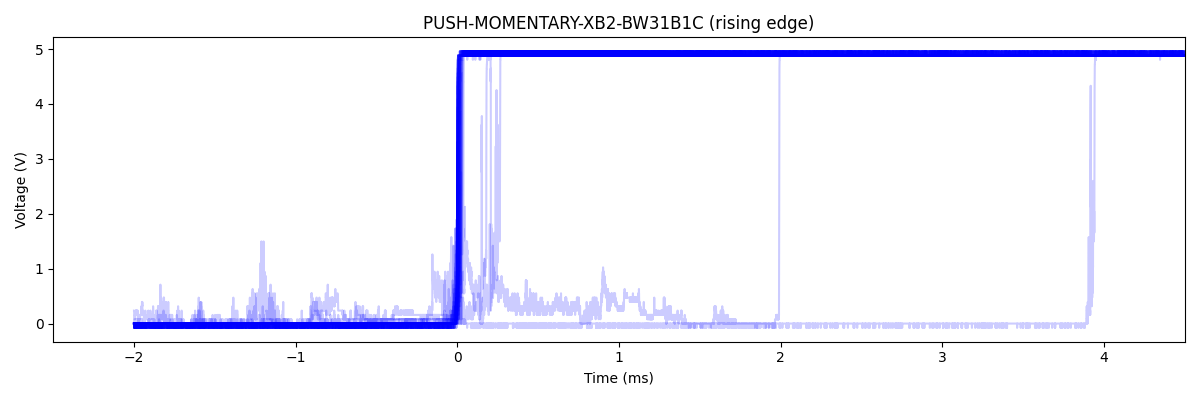 PUSH-MOMENTARY-XB2-BW31B1C (rising edge)
Voltage (V)
5
4
3
2
1
0
−2 −1 0 1 2 3 4
Time (ms)